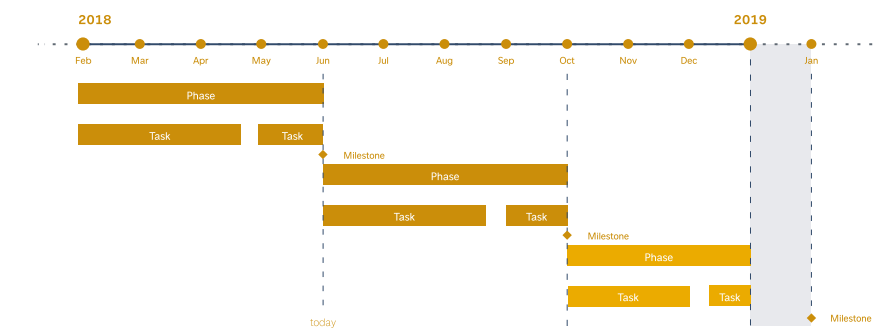 2018 2019
Feb Mar Apr May Jun Jul Aug Sep Oct Nov Dec Jan
Phase
Task Task
Milestone
Phase
Task Task
Milestone
Phase
Task Task
Milestone
today